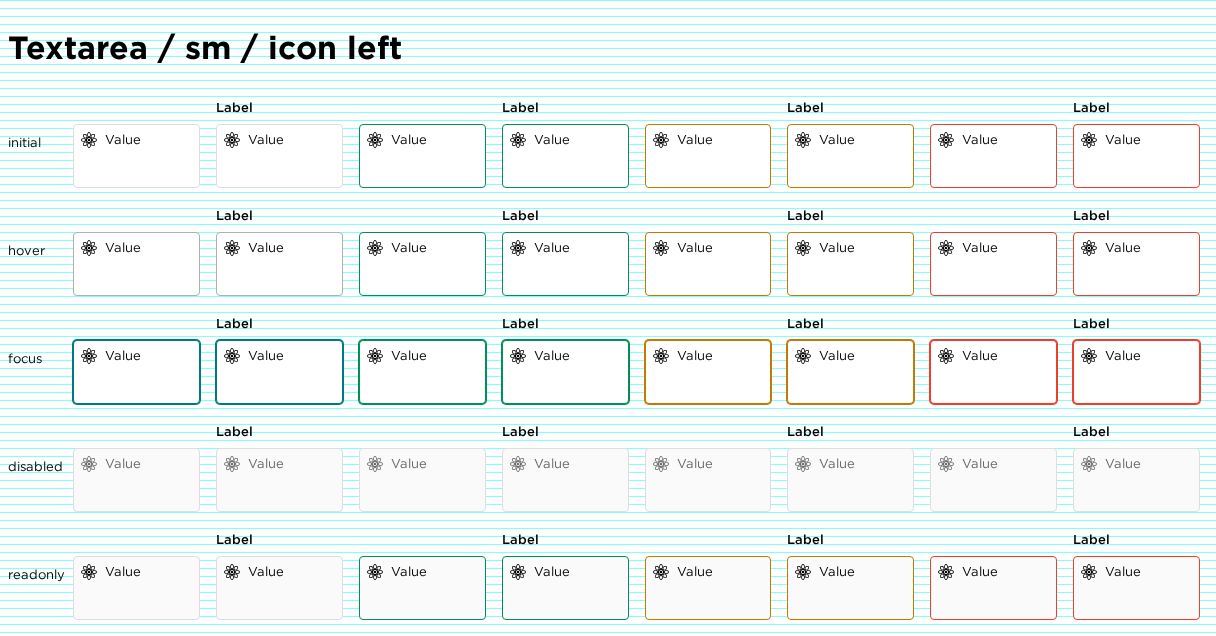 Textarea / sm / icon left
Label Label Label Label
initial Value Value Value Value Value Value Value Value
Label Label Label Label
hover Value Value Value Value Value Value Value Value
Label Label Label Label
focus Value Value Value Value Value Value Value Value
Label Label Label Label
disabled Value Value Value Value Value Value Value Value
Label Label Label Label
readonly Value Value Value Value Value Value Value Value